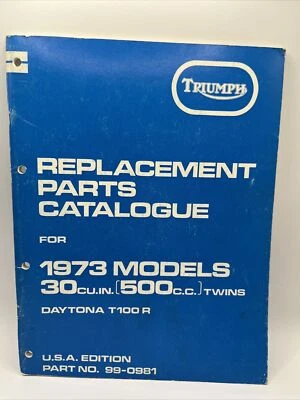 TRIUMPH
REPLACEMENT
PARTS
CATALOGUE
FOR
1973 MODELS
30CU.IN.(500C.C.)TWINS
DAYTONA T100 R
U.S.A. EDITION
PART NO. 99-0981